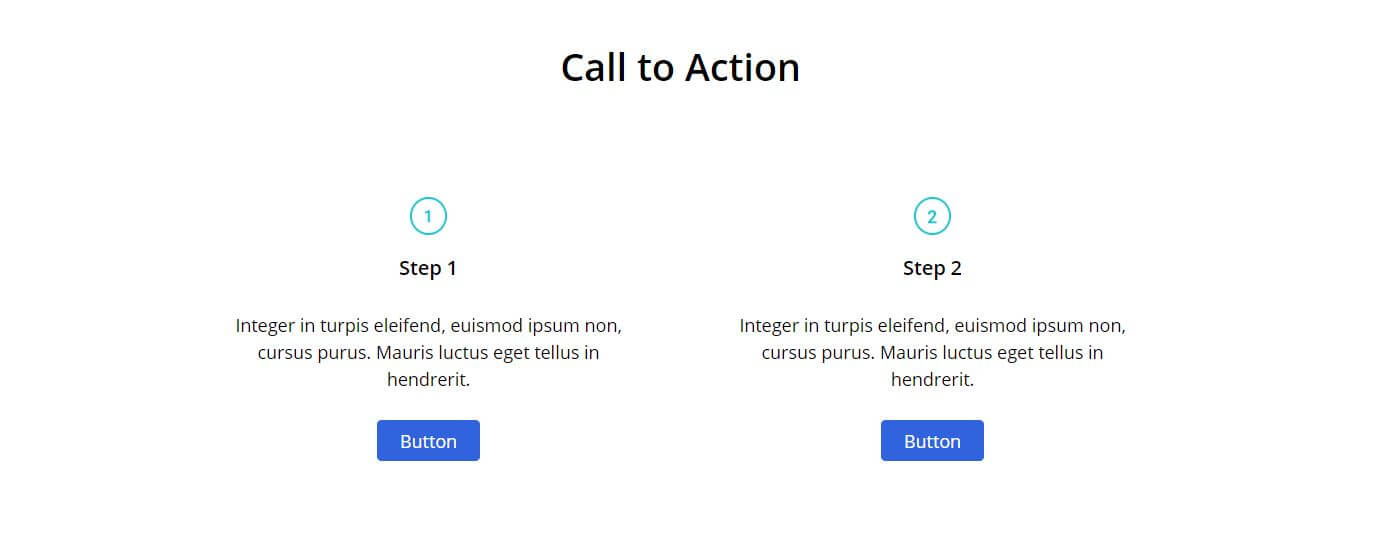 Call to Action
1
Step 1
Integer in turpis eleifend, euismod ipsum non,
cursus purus. Mauris luctus eget tellus in
hendrerit.
Button
2
Step 2
Integer in turpis eleifend, euismod ipsum non,
cursus purus. Mauris luctus eget tellus in
hendrerit.
Button